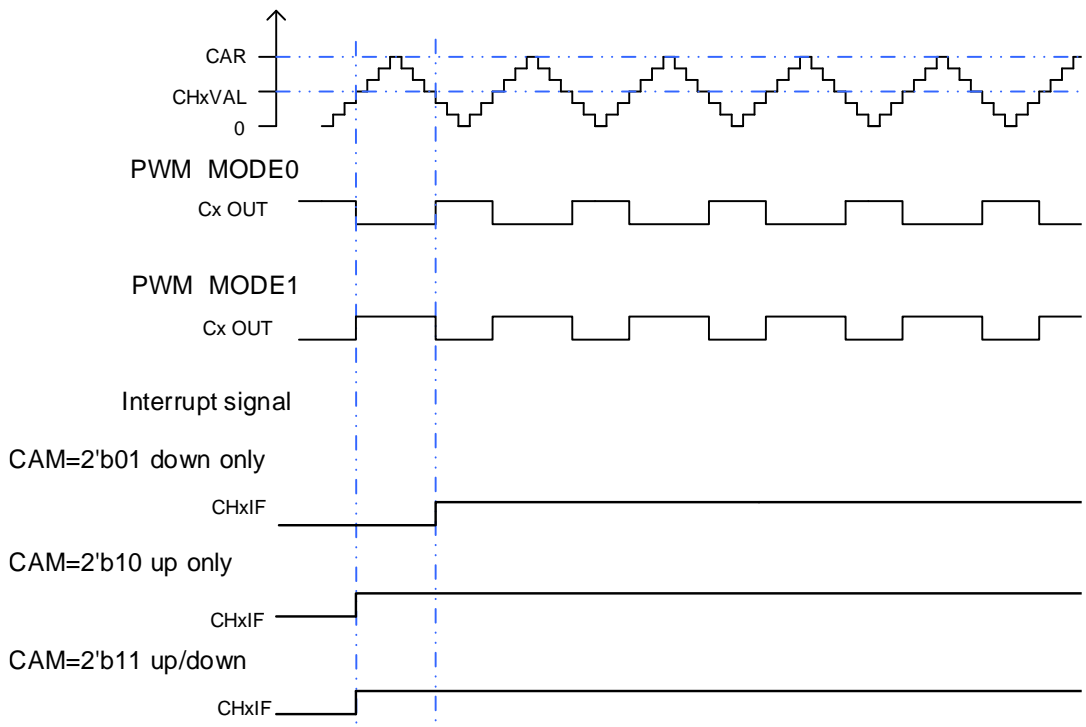 CAR
CHxVAL
0
PWM MODE0
Cx OUT
PWM MODE1
Cx OUT
Interrupt signal
CAM=2'b01 down only
CHxIF
CAM=2'b10 up only
CHxIF
CAM=2'b11 up/down
CHxIF